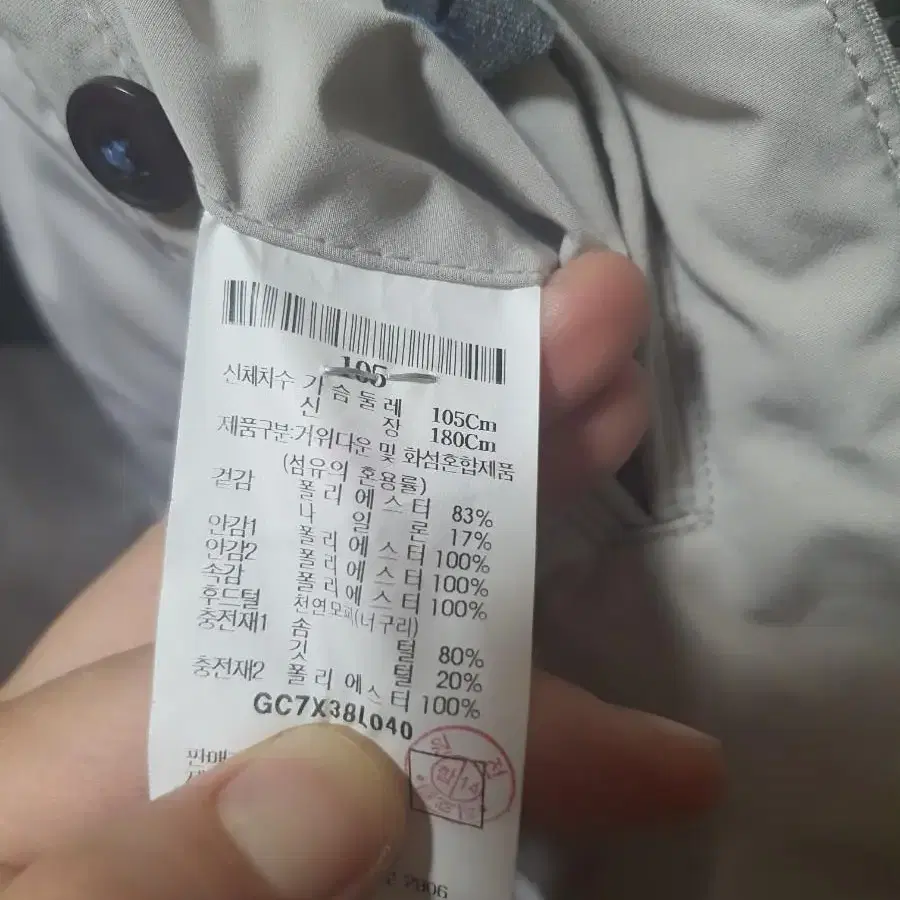 105
신체치수 가슴둘레 105Cm
신 장 180Cm
제품구분:거위다운 및 화섬혼합제품
(섬유의 혼용률)
겉감 폴리에스터 83%
나 일 론 17%
안감1 폴리에스터 100%
안감2 폴리에스터 100%
속감 폴리에스터 100%
후드털 천연모피(너구리)
충전재1 솜 털 80%
깃 털 20%
충전재2 폴리에스터 100%
GC7X38L040
판매